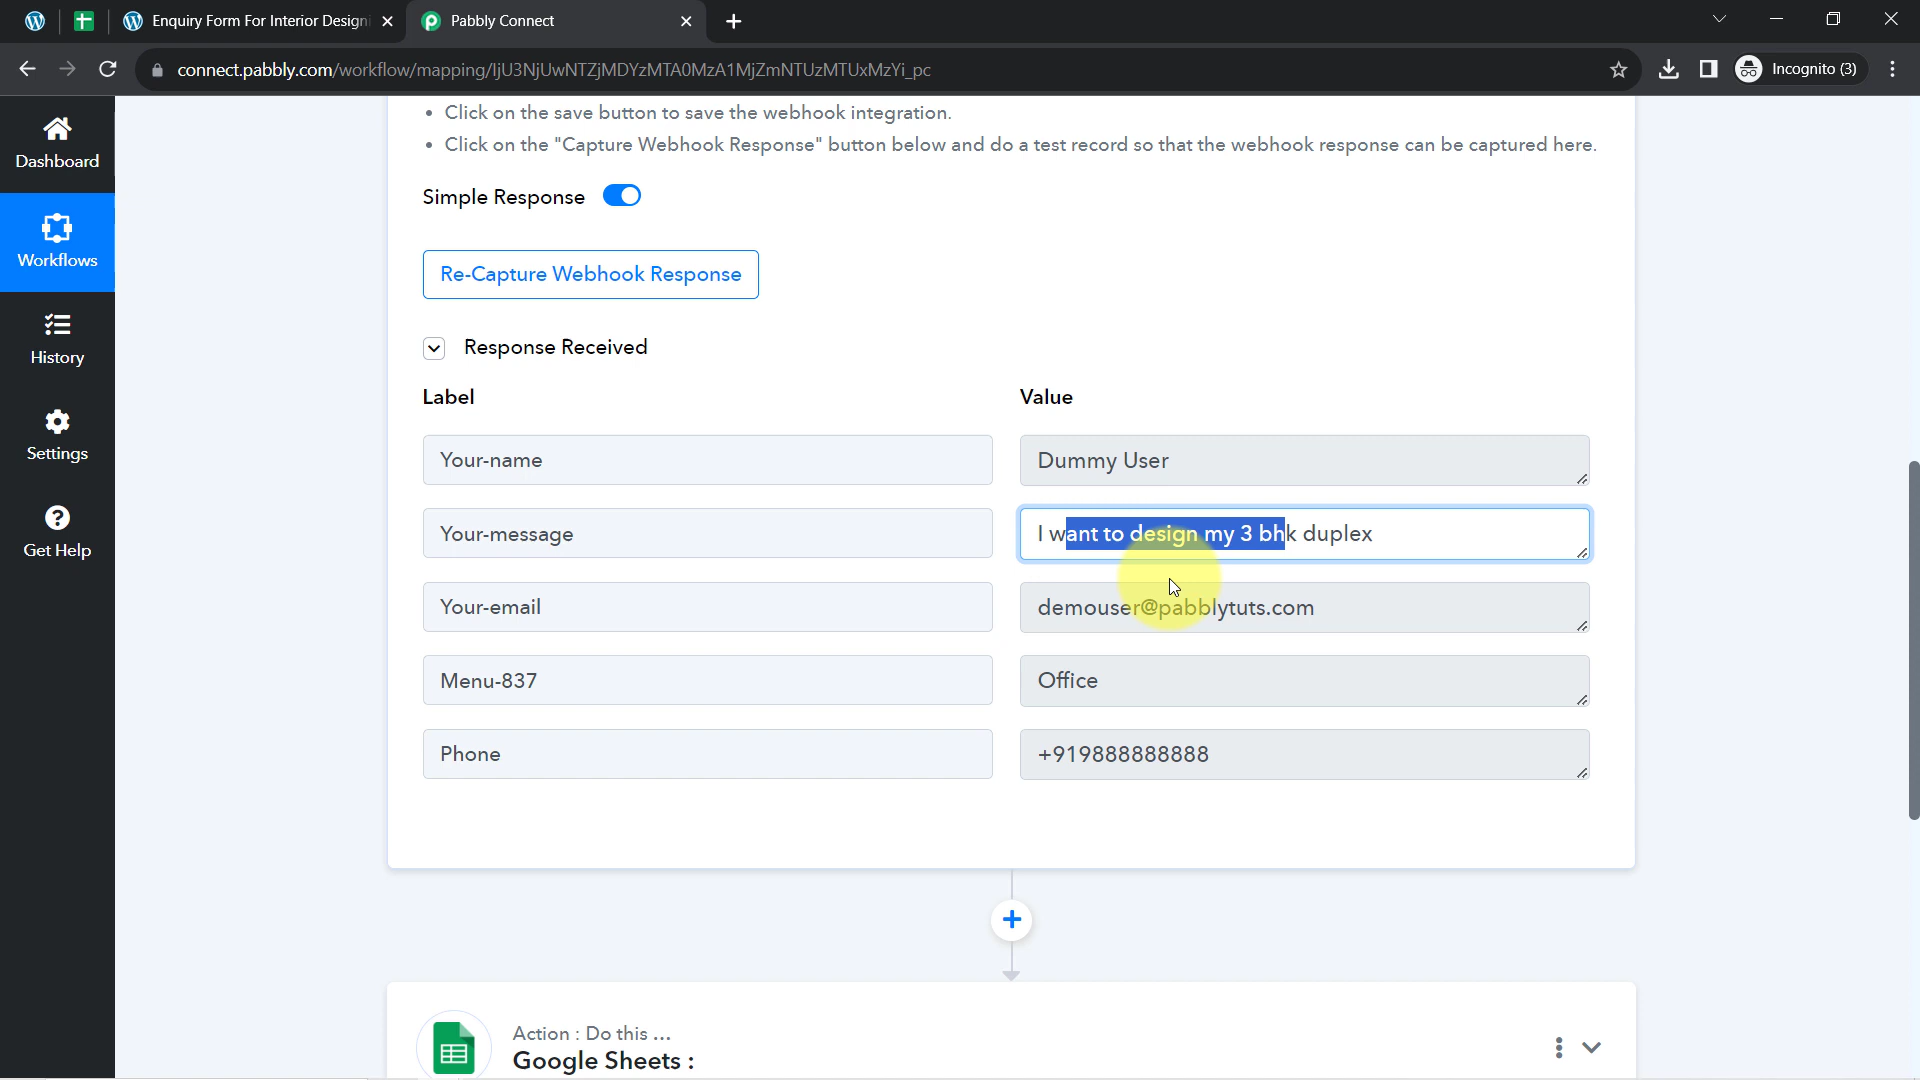 Enquiry Form For Interior Design
Pabbly Connect
connect.pabbly.com/workflow/mapping/IjU3NjUwNTZjMDYzMTA0MzA1MjZmNTUzMTUxMzYi_pc
Incognito (3)
Dashboard
Workflows
History
Settings
Get Help
Click on the save button to save the webhook integration.
Click on the "Capture Webhook Response" button below and do a test record so that the webhook response can be captured here.
Simple Response
Re-Capture Webhook Response
Response Received
Label
Value
Your-name
Dummy User
Your-message
I want to design my 3 bhk duplex
Your-email
demouser@pabblytuts.com
Menu-837
Office
Phone
+919888888888
Action : Do this ...
Google Sheets :